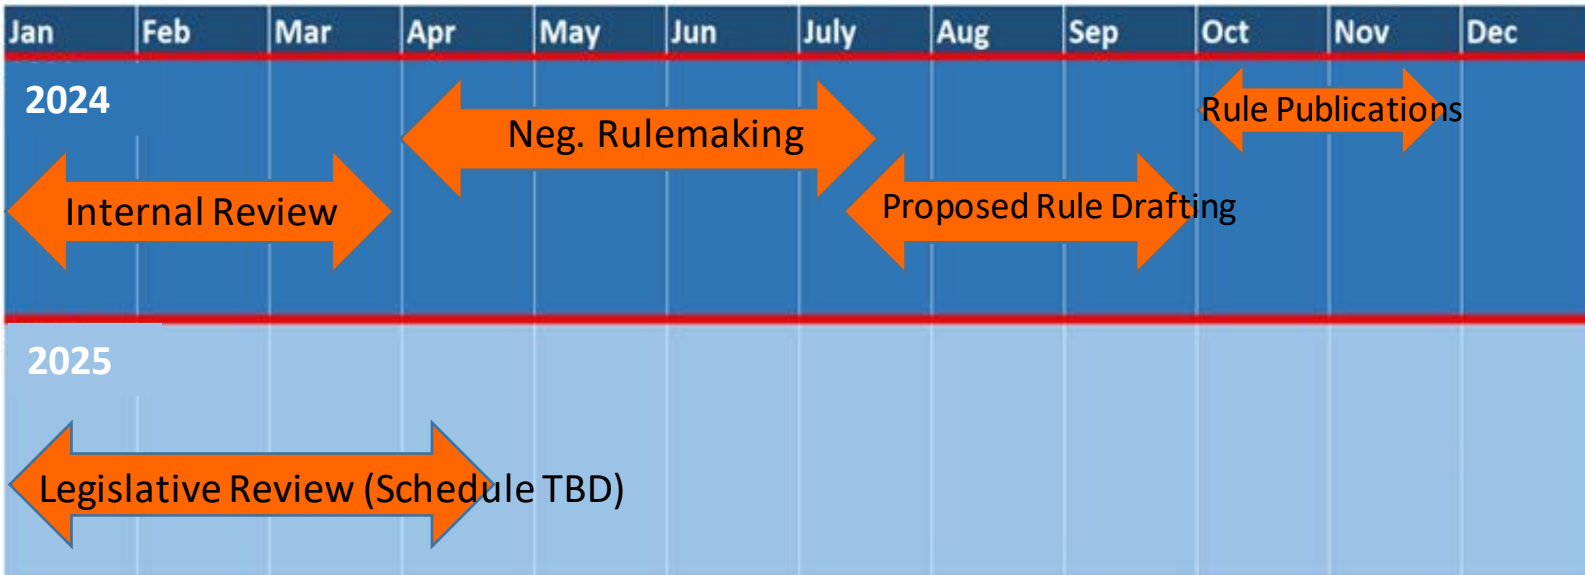 Jan Feb Mar Apr May Jun July Aug Sep Oct Nov Dec
2024
Rule Publications
Neg. Rulemaking
Internal Review
Proposed Rule Drafting
2025
Legislative Review (Schedule TBD)